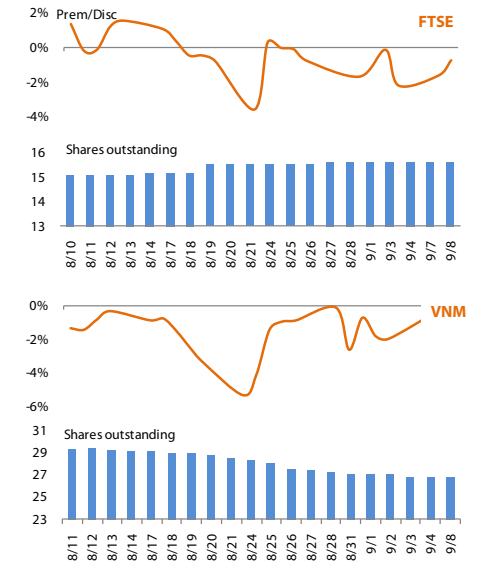 2% Prem/Disc
FTSE
0%
-2%
-4%
16
Shares outstanding
15
14
13
8/10 8/11 8/12 8/13 8/14 8/17 8/18 8/19 8/20 8/21 8/24 8/25 8/26 8/27 8/28 9/1 9/3 9/4 9/7 9/8
0%
VNM
-2%
-4%
-6%
31
Shares outstanding
29
27
25
23
8/11 8/12 8/13 8/14 8/17 8/18 8/19 8/20 8/21 8/24 8/25 8/26 8/27 8/28 8/31 9/1 9/2 9/3 9/4 9/8